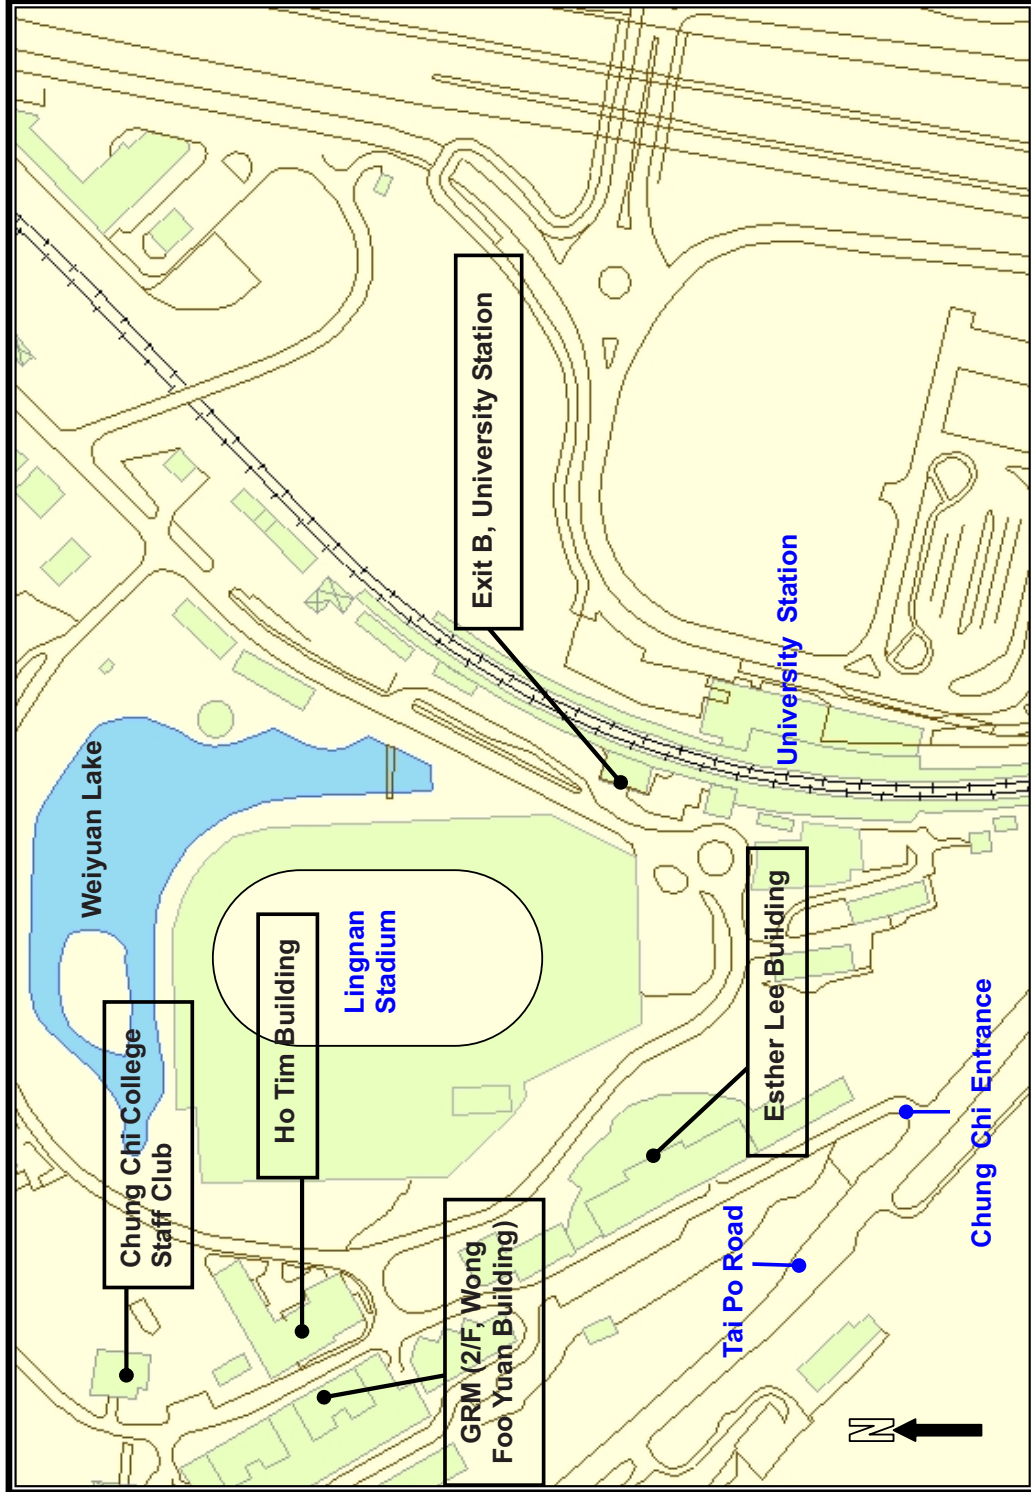 Weiyuan Lake
Chung Chi College
Staff Club
Ho Tim Building
Lingnan
Stadium
GRM (2/F, Wong
Foo Yuan Building)
Exit B, University Station
University Station
Esther Lee Building
Tai Po Road
Chung Chi Entrance
N